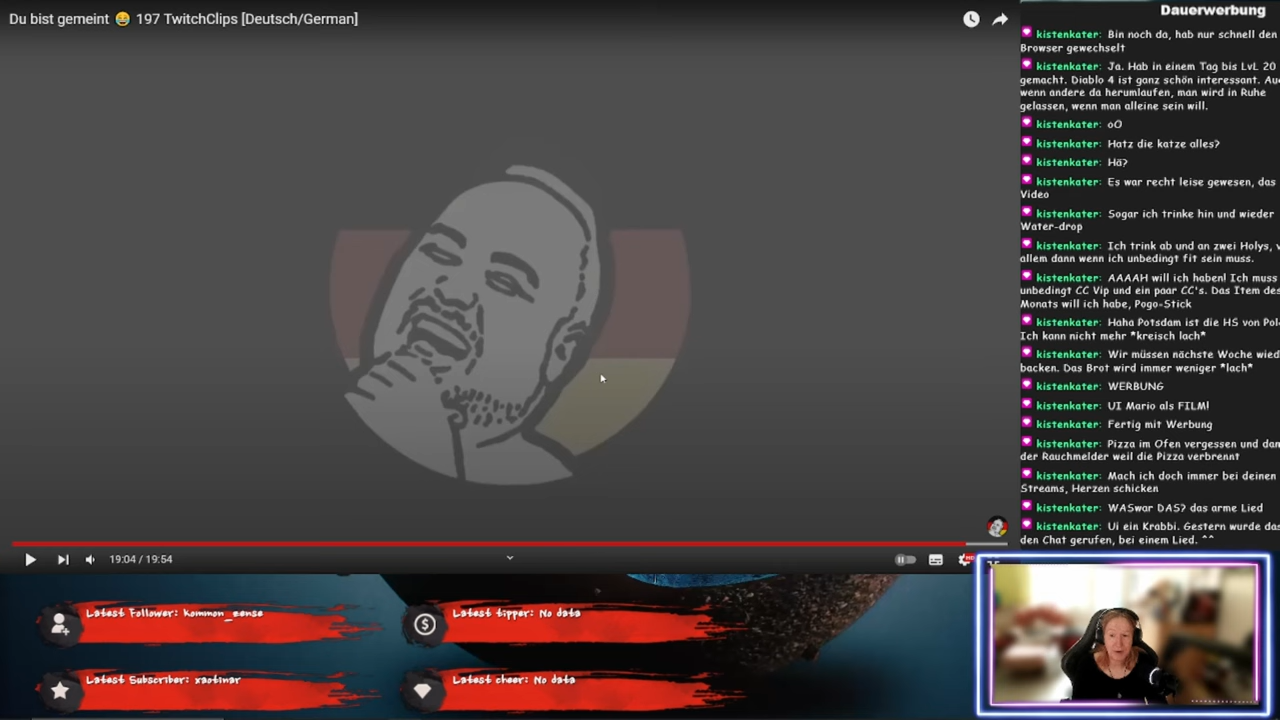 Du bist gemeint 😂 197 TwitchClips [Deutsch/German]
Dauerwerbung
kistenkater: Bin noch da, hab nur schnell den
Browser gewechselt
kistenkater: Ja. Hab in einem Tag bis LvL 20
gemacht. Diablo 4 ist ganz schön interessant.
wenn andere da herumlaufen, man wird in Ruhe
gelassen, wenn man alleine sein will.
kistenkater: oO
kistenkater: Hatz die katze alles?
kistenkater: Hä?
kistenkater: Es war recht leise gewesen, das
Video
kistenkater: Sogar ich trinke hin und wieder
Water-drop
kistenkater: Ich trink ab und an zwei Holys,
allem dann wenn ich unbedingt fit sein muss.
kistenkater: AAAAH will ich haben! Ich muss
unbedingt CC Vip und ein paar CC's. Das Item des
Monats will ich habe, Pogo-Stick
kistenkater: Haha Potsdam ist die HS von
Ich kann nicht mehr *kreisch lach*
kistenkater: Wir müssen nächste Woche
backen. Das Brot wird immer weniger *lach*
kistenkater: WERBUNG
kistenkater: UI Mario als FILM!
kistenkater: Fertig mit Werbung
kistenkater: Pizza im Ofen vergessen und
der Rauchmelder weil die Pizza verbrennt
kistenkater: Mach ich doch immer bei deinen
Streams, Herzen schicken
kistenkater: WASwar DAS? das arme Lied
kistenkater: Ui ein Krabbi. Gestern wurde
den Chat gerufen, bei einem Lied. ^^
19:04 / 19:54
Latest Follower: Kommon_zense
Latest tipper: No data
Latest Subscriber: xaotinar
Latest cheer: No data